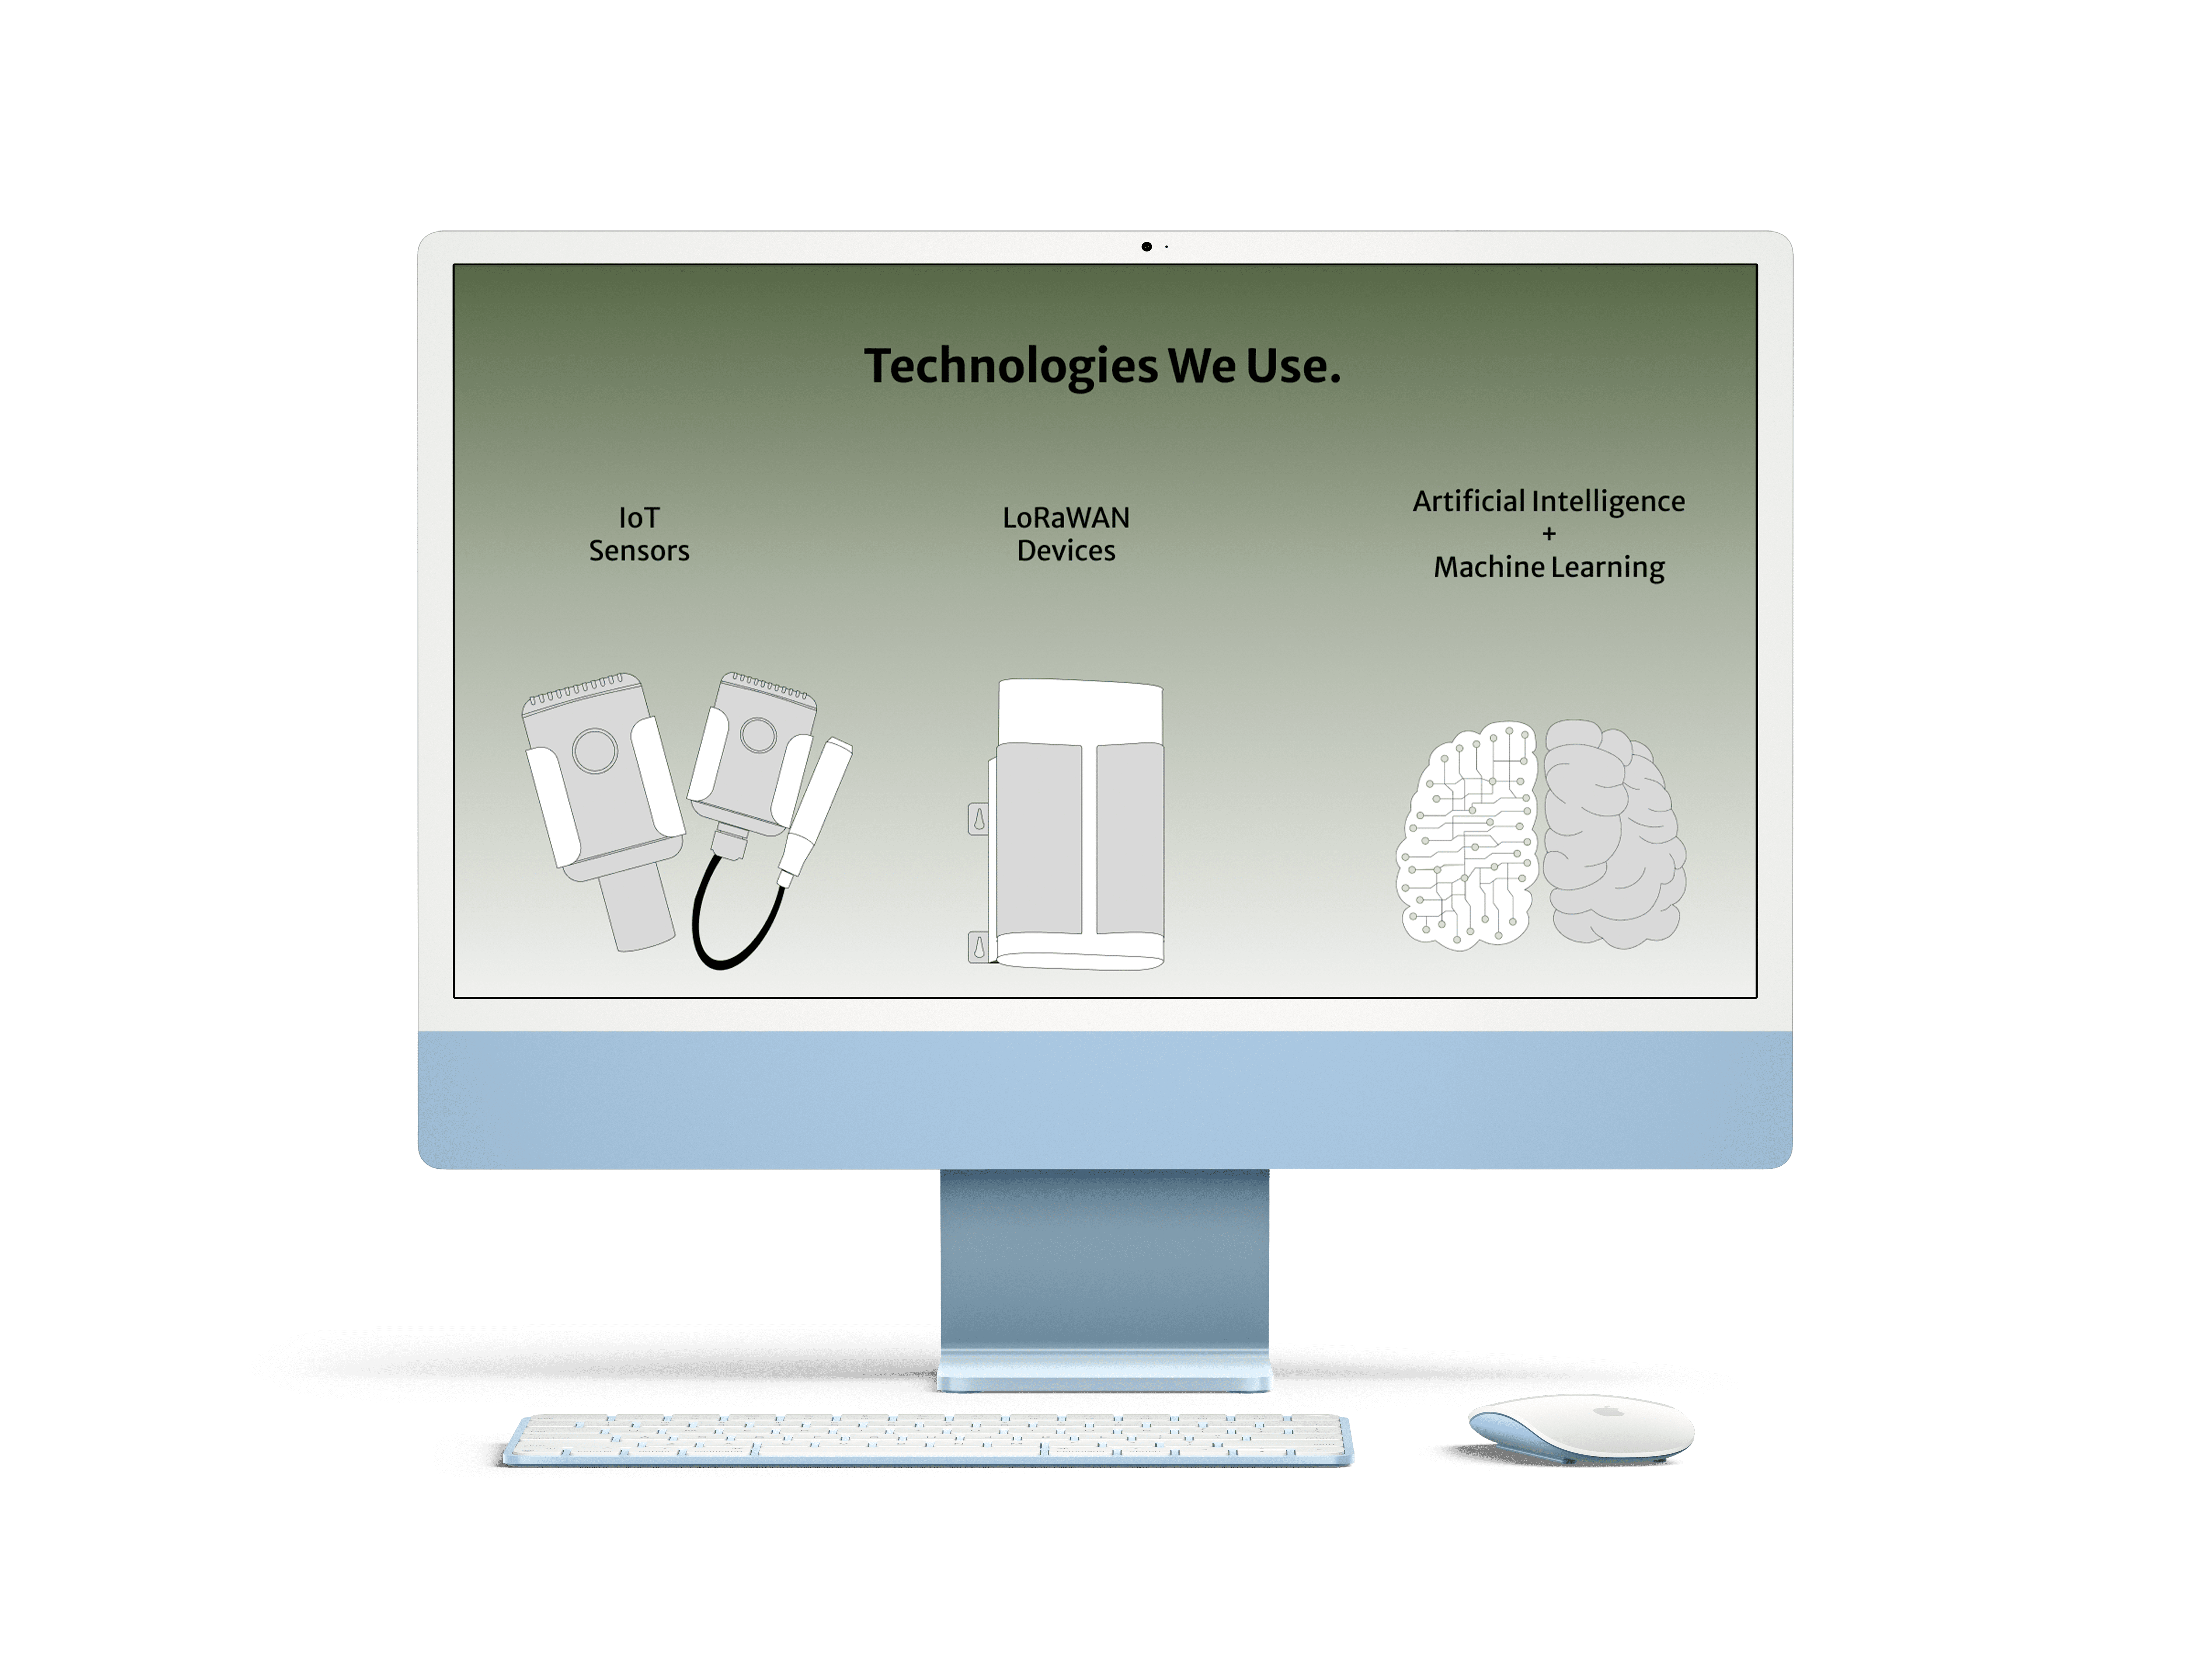 Technologies We Use.
IoT
Sensors
LoRaWAN
Devices
Artificial Intelligence
+
Machine Learning